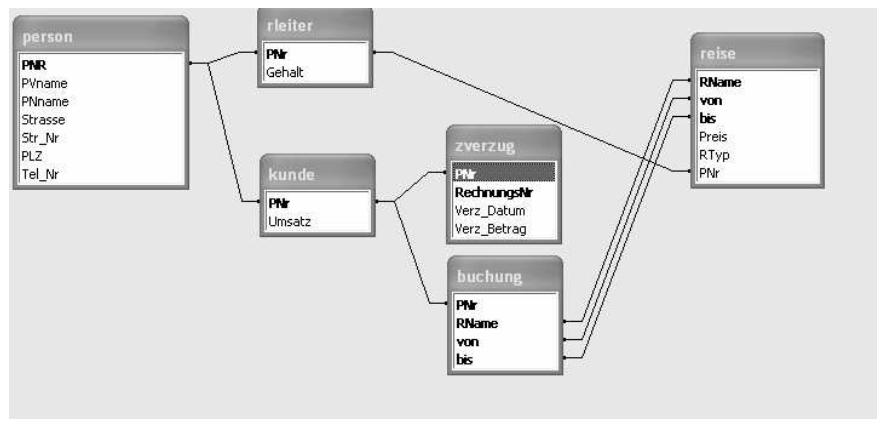 person
PNR
PVname
PNname
Strasse
Str_Nr
PLZ
Tel_Nr
rleiter
PNr
Gehalt
kunde
PNr
Umsatz
zverzug
PNr
RechnungsNr
Verz_Datum
Verz_Betrag
buchung
PNr
RName
von
bis
reise
RName
von
bis
Preis
RTyp
PNr